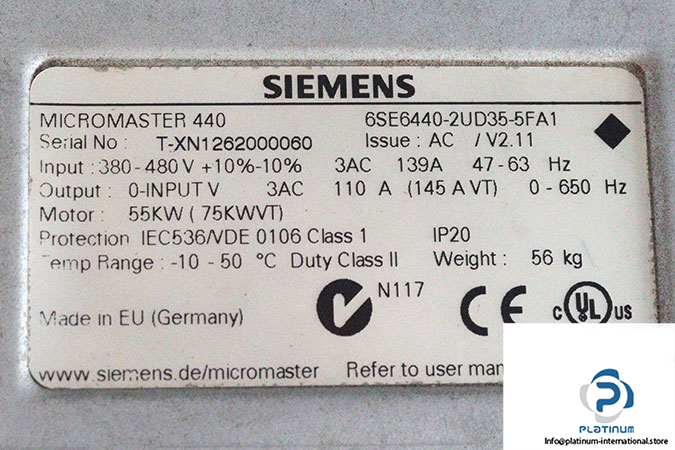 SIEMENS
MICROMASTER 440 6SE6440-2UD35-5FA1
Serial No : T-XN1262000060 Issue : AC / V2.11
Input : 380-480 V +10%-10% 3AC 139A 47-63 Hz
Output : 0-INPUT V 3AC 110 A (145 A VT) 0-650 Hz
Motor : 55KW ( 75KWVT)
Protection IEC536/VDE 0106 Class 1 IP20
Temp Range : -10 - 50 °C Duty Class II Weight : 56 kg
N117
Made in EU (Germany) CE c UL us
www.siemens.de/micromaster Refer to user man
PLATINUM
Info@platinum-international.store